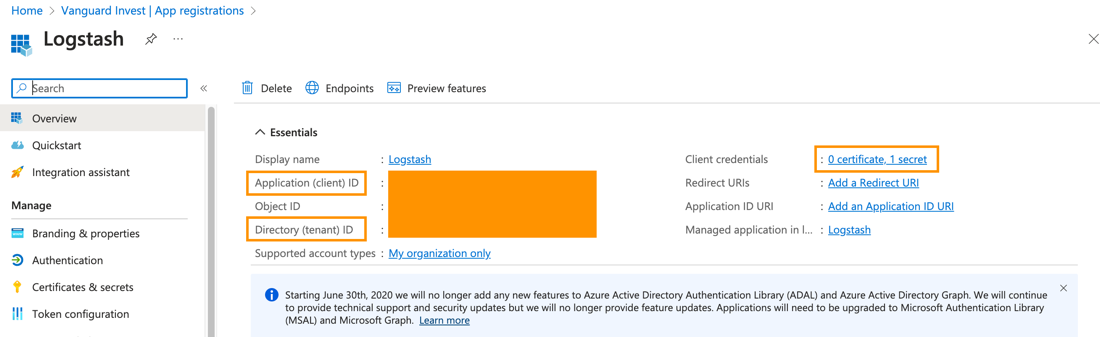 Home > Vanguard Invest | App registrations >
Logstash
Search
«
Delete
Endpoints
Preview features
Overview
Quickstart
Integration assistant
Manage
Branding & properties
Authentication
Certificates & secrets
Token configuration
Essentials
Display name : Logstash
Application (client) ID :
Object ID :
Directory (tenant) ID :
Supported account types : My organization only
Client credentials : 0 certificate, 1 secret
Redirect URIs : Add a Redirect URI
Application ID URI : Add an Application ID URI
Managed application in l... : Logstash
Starting June 30th, 2020 we will no longer add any new features to Azure Active Directory Authentication Library (ADAL) and Azure Active Directory Graph. We will continue
to provide technical support and security updates but we will no longer provide feature updates. Applications will need to be upgraded to Microsoft Authentication Library
(MSAL) and Microsoft Graph. Learn more